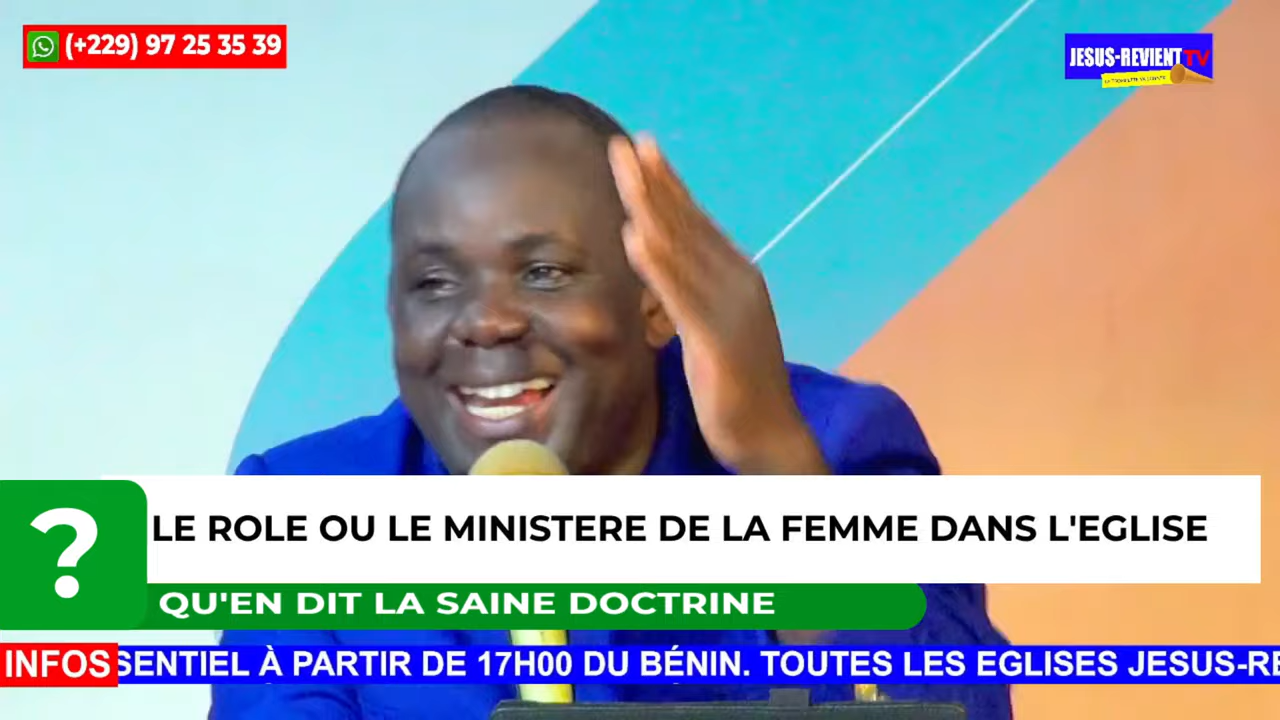 (+229) 97 25 35 39
JESUS-REVIENT TV
?
LE ROLE OU LE MINISTERE DE LA FEMME DANS L'EGLISE
QU'EN DIT LA SAINE DOCTRINE
INFOS
SENTIEL À PARTIR DE 17H00 DU BÉNIN. TOUTES LES EGLISES JESUS-RE